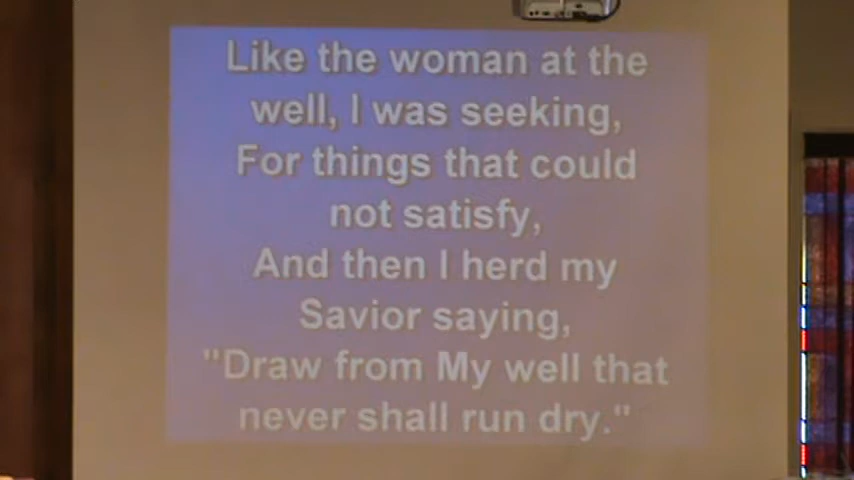 Like the woman at the
well, I was seeking,
For things that could
not satisfy,
And then I herd my
Savior saying,
"Draw from My well that
never shall run dry."